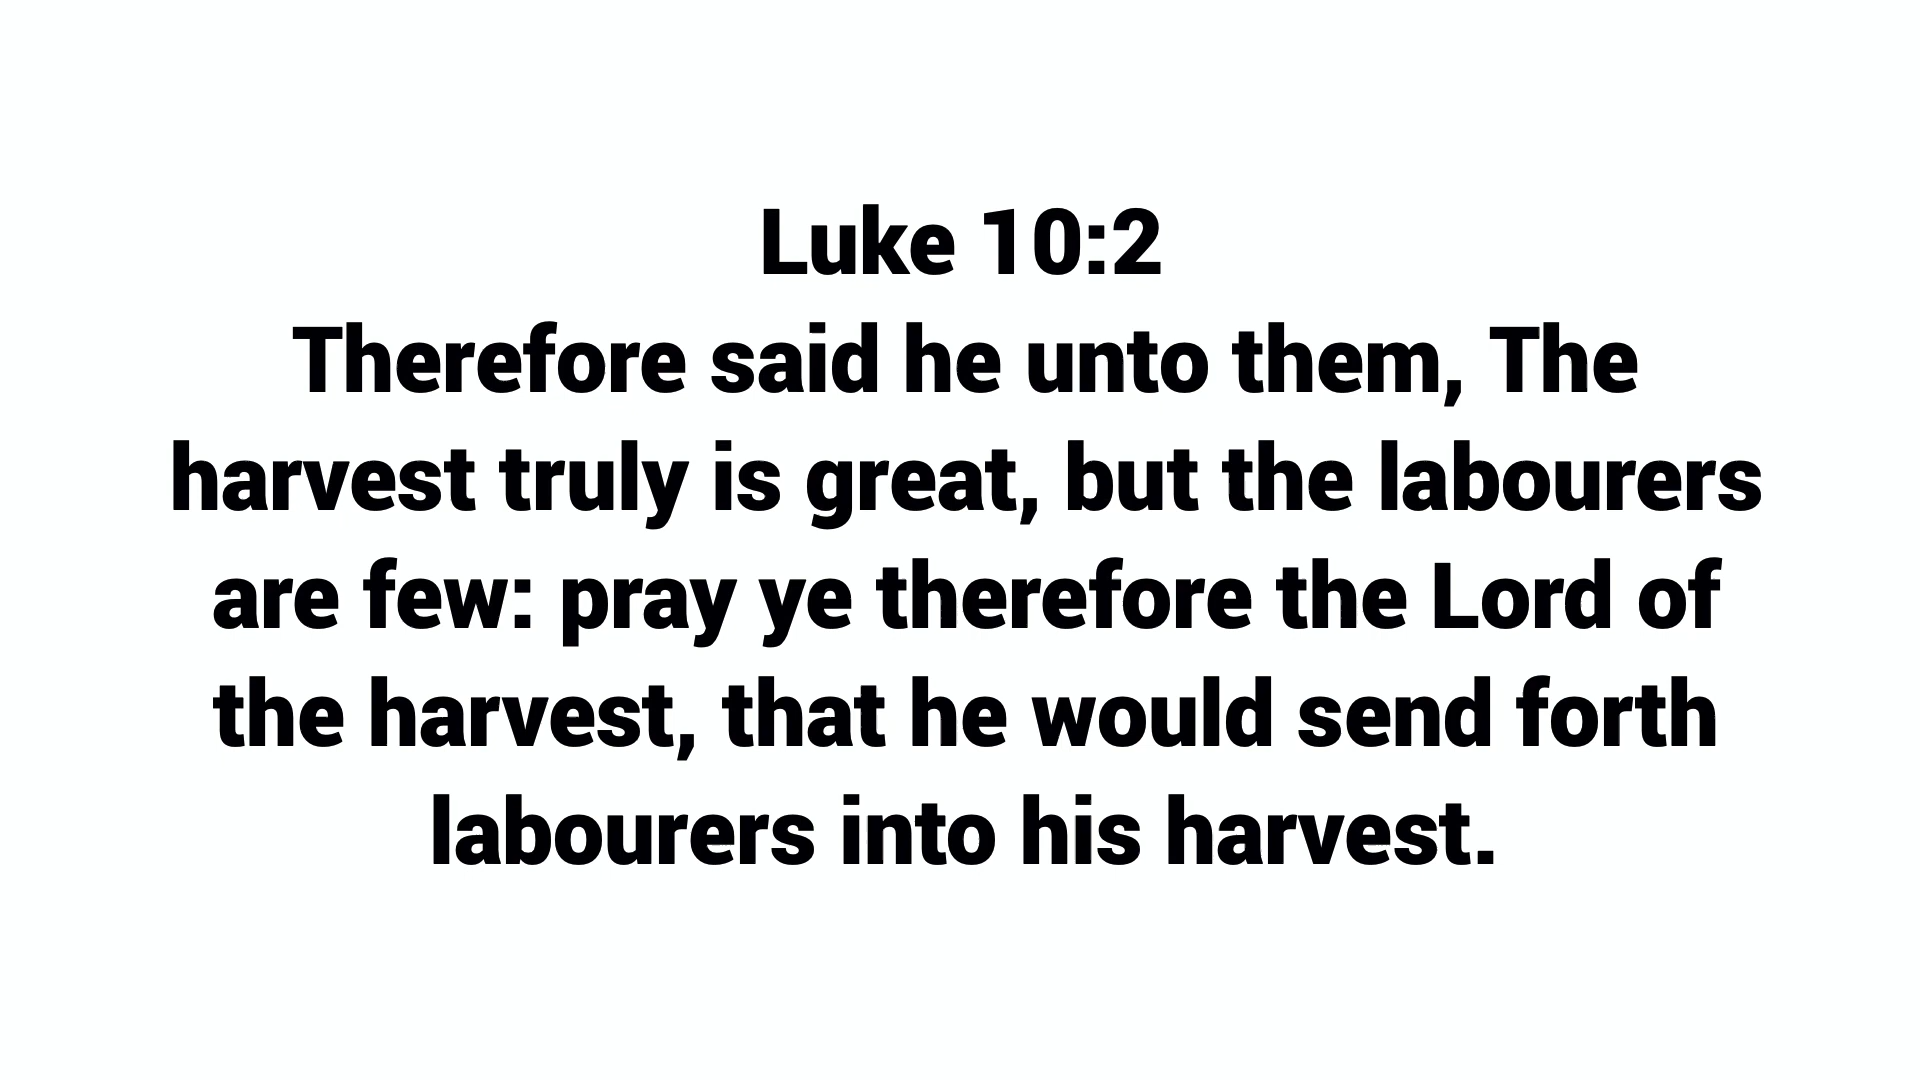 Luke 10:2
Therefore said he unto them, The
harvest truly is great, but the labourers
are few: pray ye therefore the Lord of
the harvest, that he would send forth
labourers into his harvest.